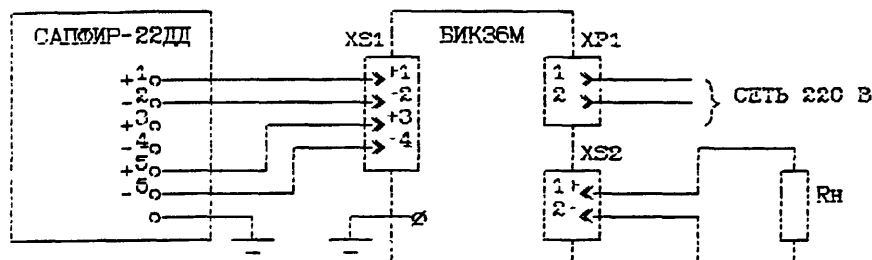 САПФИР-22ДД
XS1
БИК36М
XP1
+1
-2
+3
-4
+5
-6
+1
-2
+3
-4
1
2
СЕТЬ 220 В
XS2
1+
2-
Rн